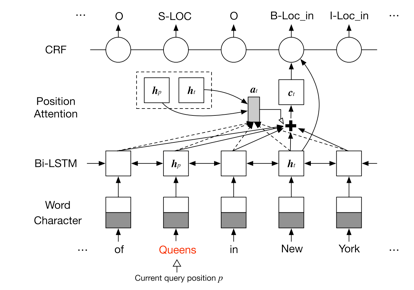 ... O S-LOC O B-Loc_in I-Loc_in ...
CRF
h_p h_t a_t c_t
Position
Attention
+
Bi-LSTM h_p h_t
Word
Character
... of Queens in New York ...
Current query position p